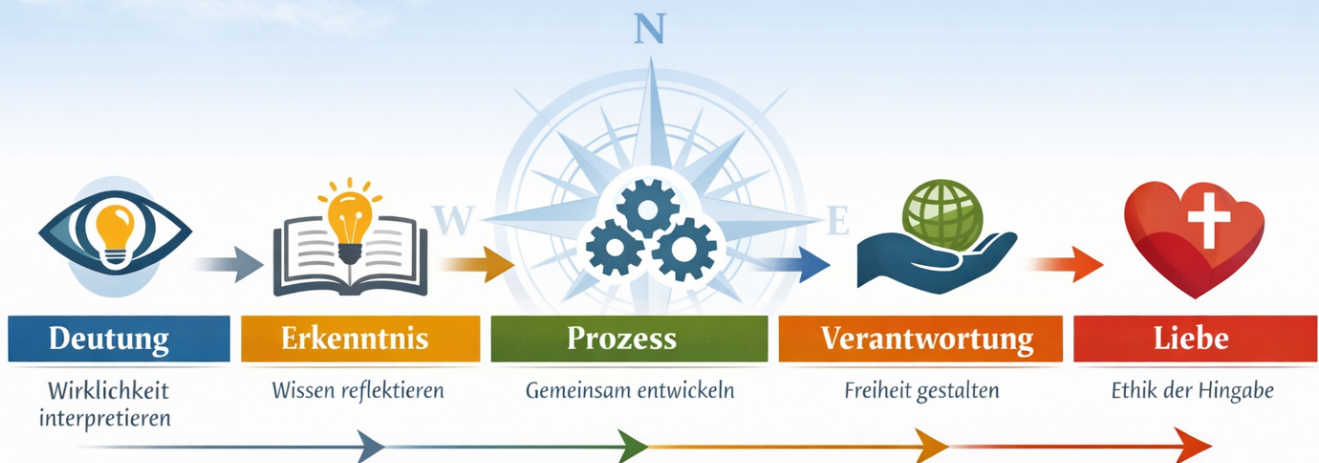 N
W
E
Deutung
Wirklichkeit
interpretieren
Erkenntnis
Wissen reflektieren
Prozess
Gemeinsam entwickeln
Verantwortung
Freiheit gestalten
Liebe
Ethik der Hingabe